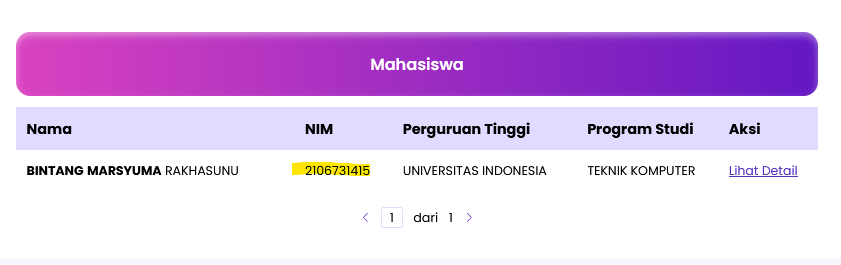 Mahasiswa
Nama NIM Perguruan Tinggi Program Studi Aksi
BINTANG MARSYUMA RAKHASUNU 2106731415 UNIVERSITAS INDONESIA TEKNIK KOMPUTER Lihat Detail
< 1 dari 1 >